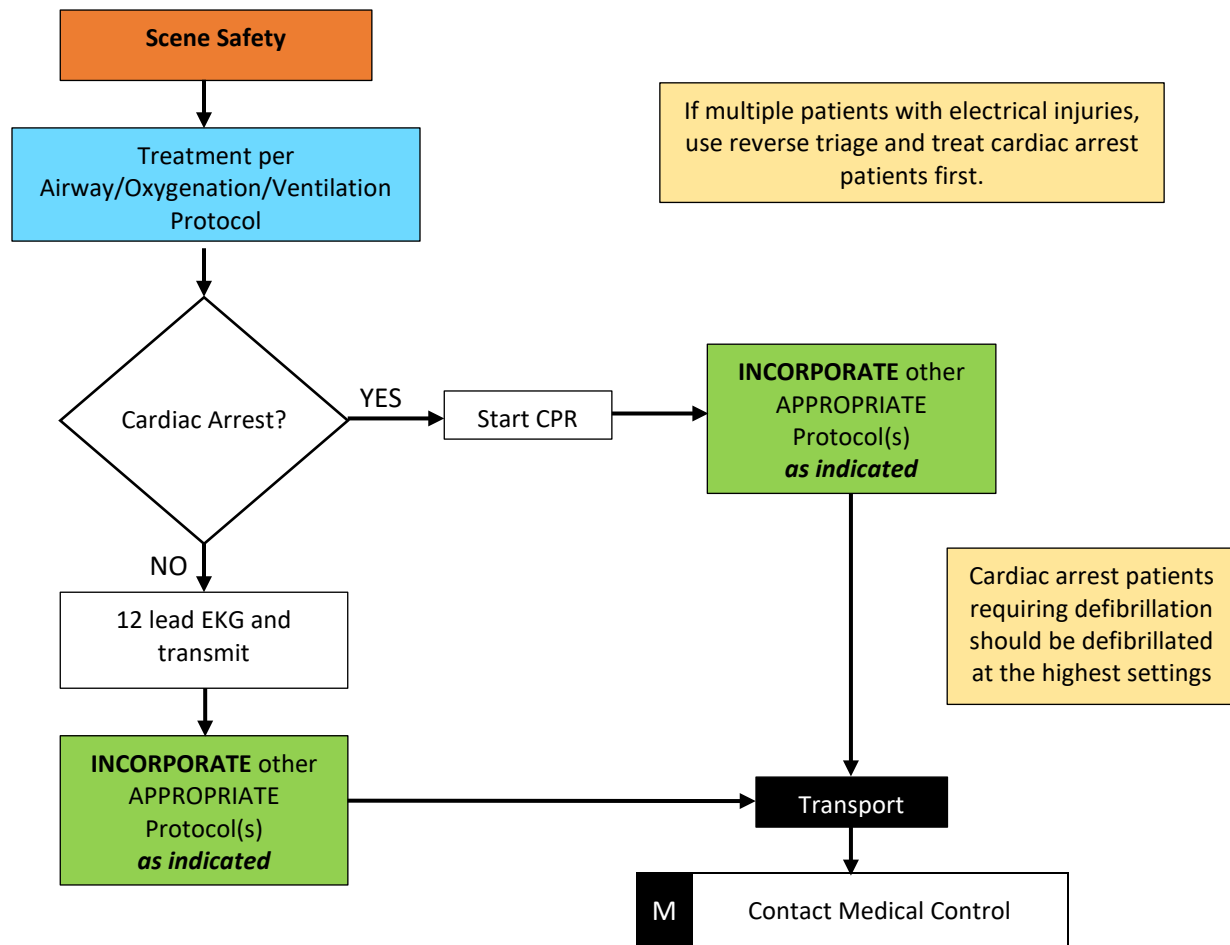 Scene Safety
If multiple patients with electrical injuries,
use reverse triage and treat cardiac arrest
patients first.
Treatment per
Airway/Oxygenation/Ventilation
Protocol
Cardiac Arrest?
YES
Start CPR
INCORPORATE other
APPROPRIATE
Protocol(s)
as indicated
NO
12 lead EKG and
transmit
Cardiac arrest patients
requiring defibrillation
should be defibrillated
at the highest settings
INCORPORATE other
APPROPRIATE
Protocol(s)
as indicated
Transport
M
Contact Medical Control